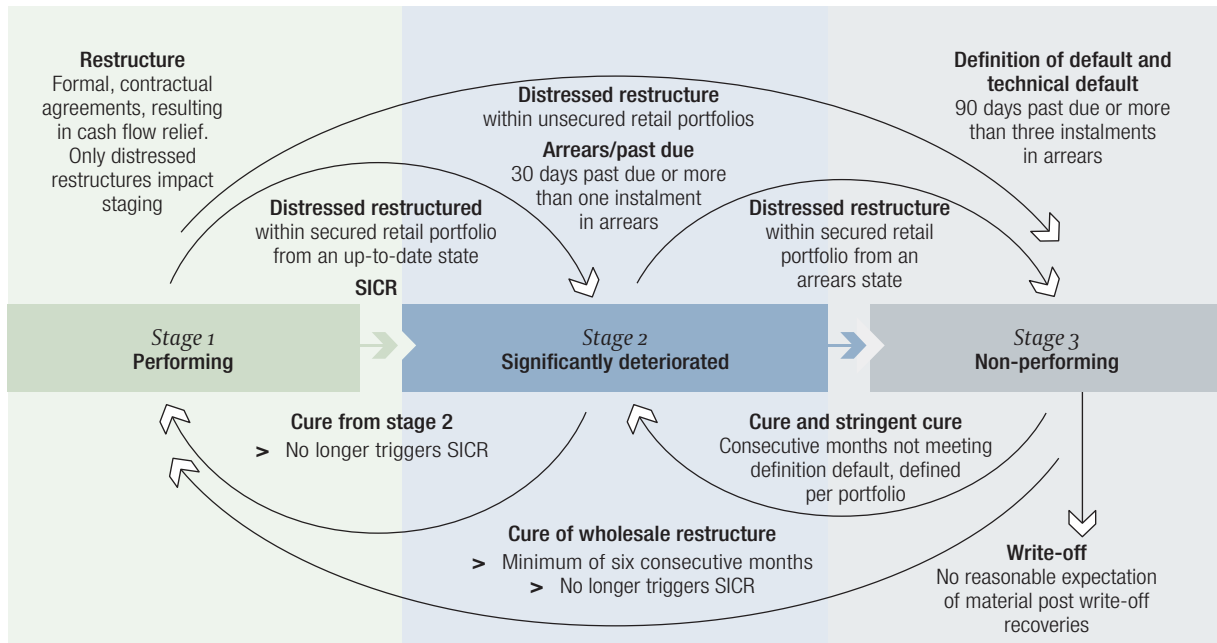 Restructure
Formal, contractual
agreements, resulting
in cash flow relief.
Only distressed
restructures impact
staging
Distressed restructure
within unsecured retail portfolios
Arrears/past due
30 days past due or more
than one instalment
in arrears
Definition of default and
technical default
90 days past due or more
than three instalments
in arrears
Distressed restructured
within secured retail portfolio
from an up-to-date state
Distressed restructure
within secured retail
portfolio from an
arrears state
SICR
Stage 1
Performing
Stage 2
Significantly deteriorated
Stage 3
Non-performing
Cure from stage 2
> No longer triggers SICR
Cure and stringent cure
Consecutive months not meeting
definition default, defined
per portfolio
Cure of wholesale restructure
> Minimum of six consecutive months
> No longer triggers SICR
Write-off
No reasonable expectation
of material post write-off
recoveries